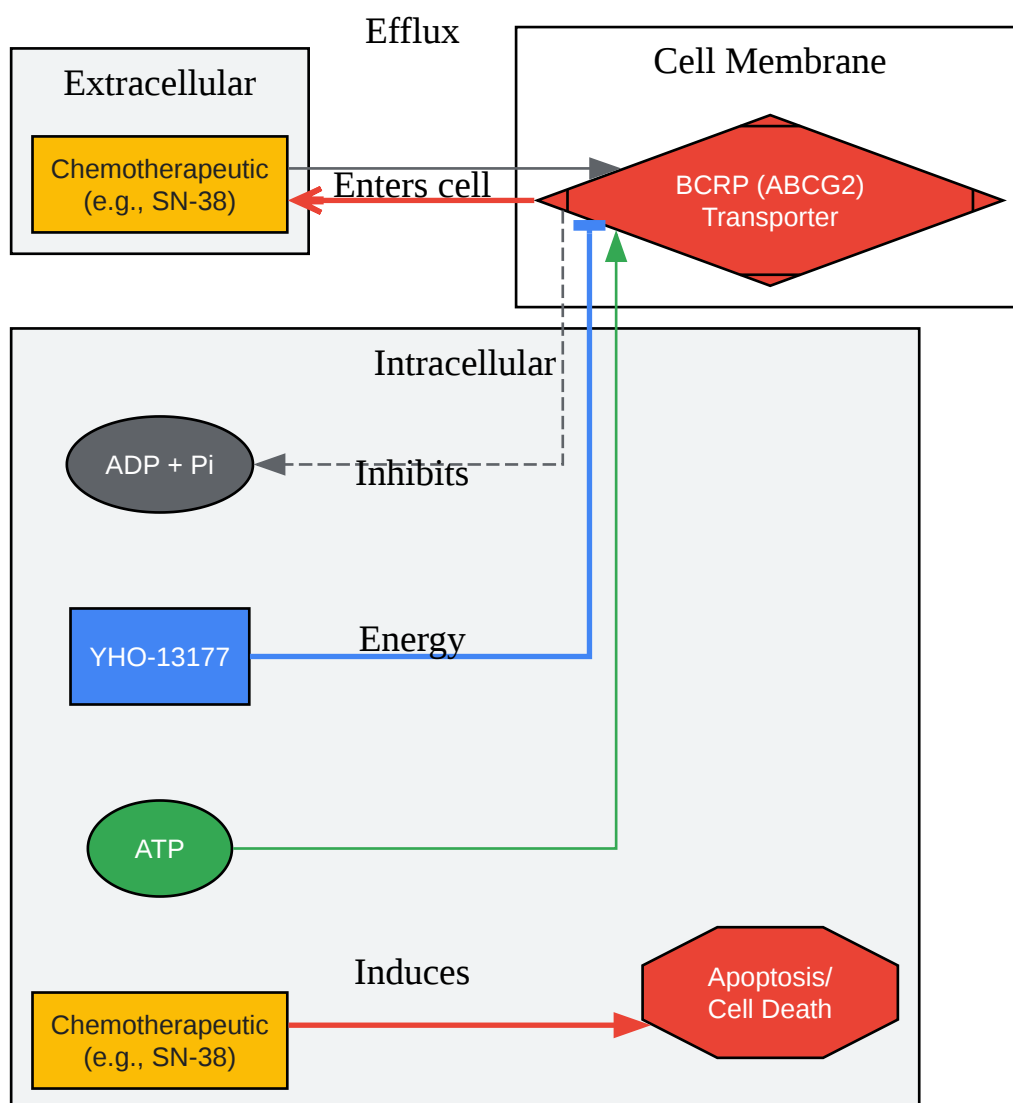 Efflux
Extracellular
Cell Membrane
Chemotherapeutic
(e.g., SN-38)
Enters cell
BCRP (ABCG2)
Transporter
Intracellular
ADP + Pi
Inhibits
YHO-13177
Energy
ATP
Induces
Apoptosis/
Cell Death
Chemotherapeutic
(e.g., SN-38)